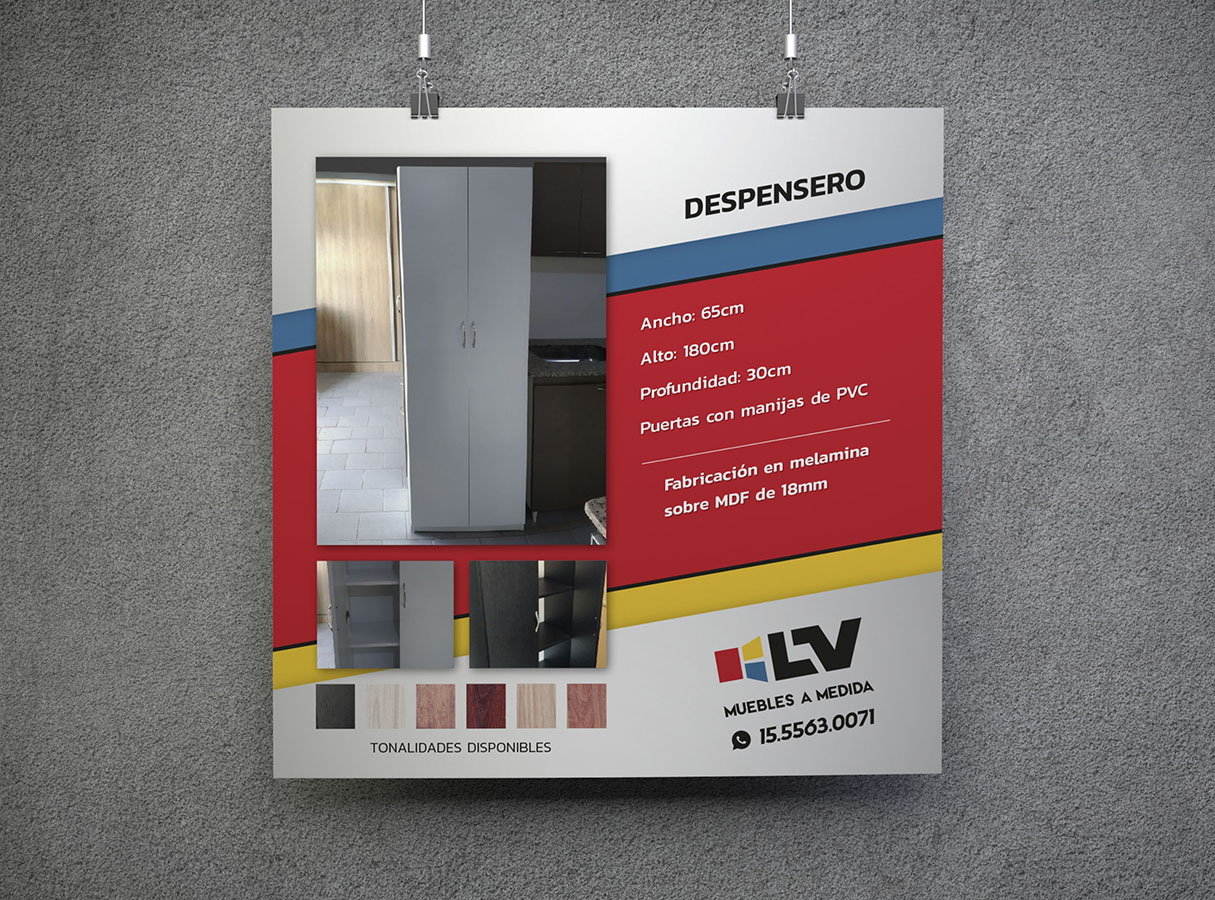 DESPENSERO
Ancho: 65cm
Alto: 180cm
Profundidad: 30cm
Puertas con manijas de PVC
Fabricación en melamina
sobre MDF de 18mm
LV
MUEBLES A MEDIDA
15.5563.0071
TONALIDADES DISPONIBLES